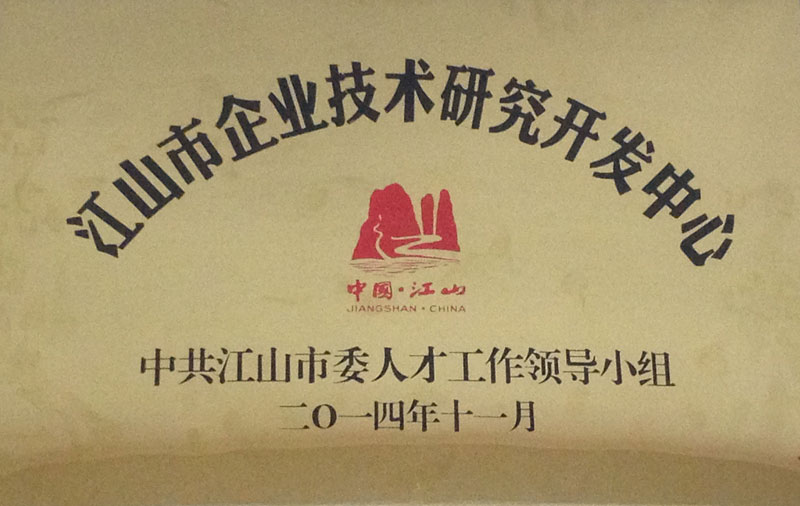 江山市企业技术研究开发中心
中國·江山
JIANGSHAN·CHINA
中共江山市委人才工作领导小组
二O一四年十一月